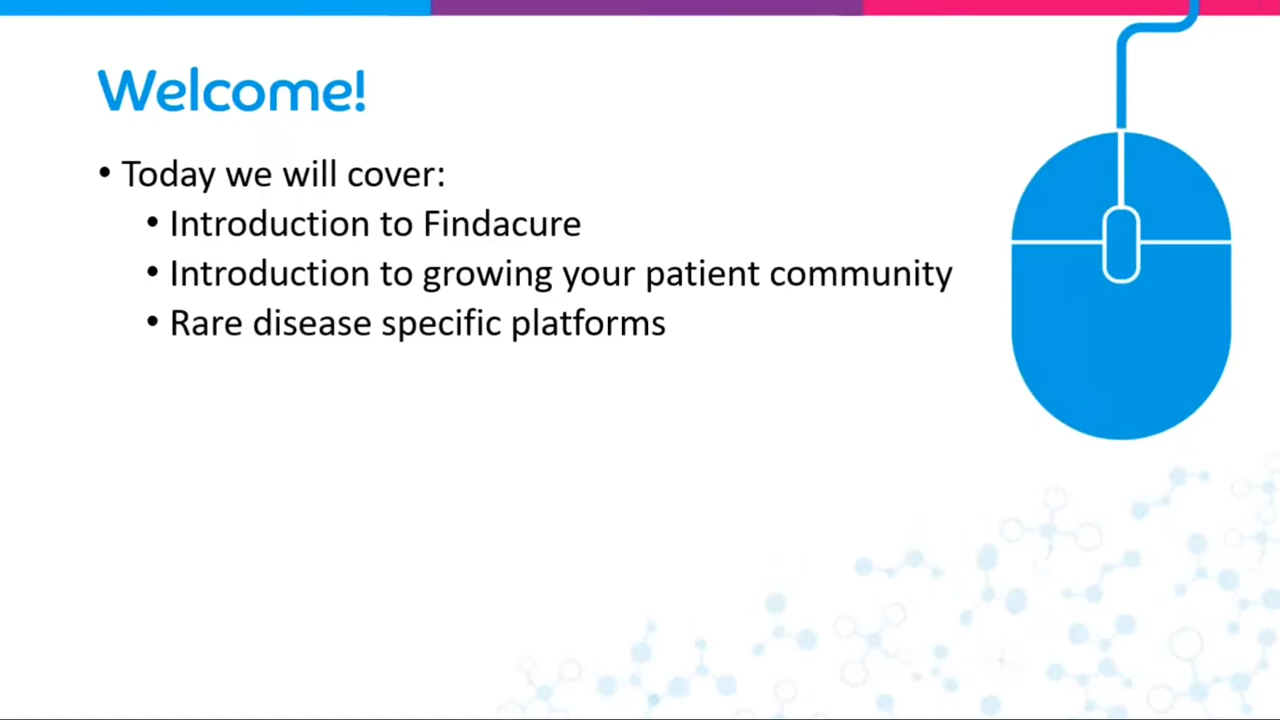 Welcome!
• Today we will cover:
• Introduction to Findacure
• Introduction to growing your patient community
• Rare disease specific platforms